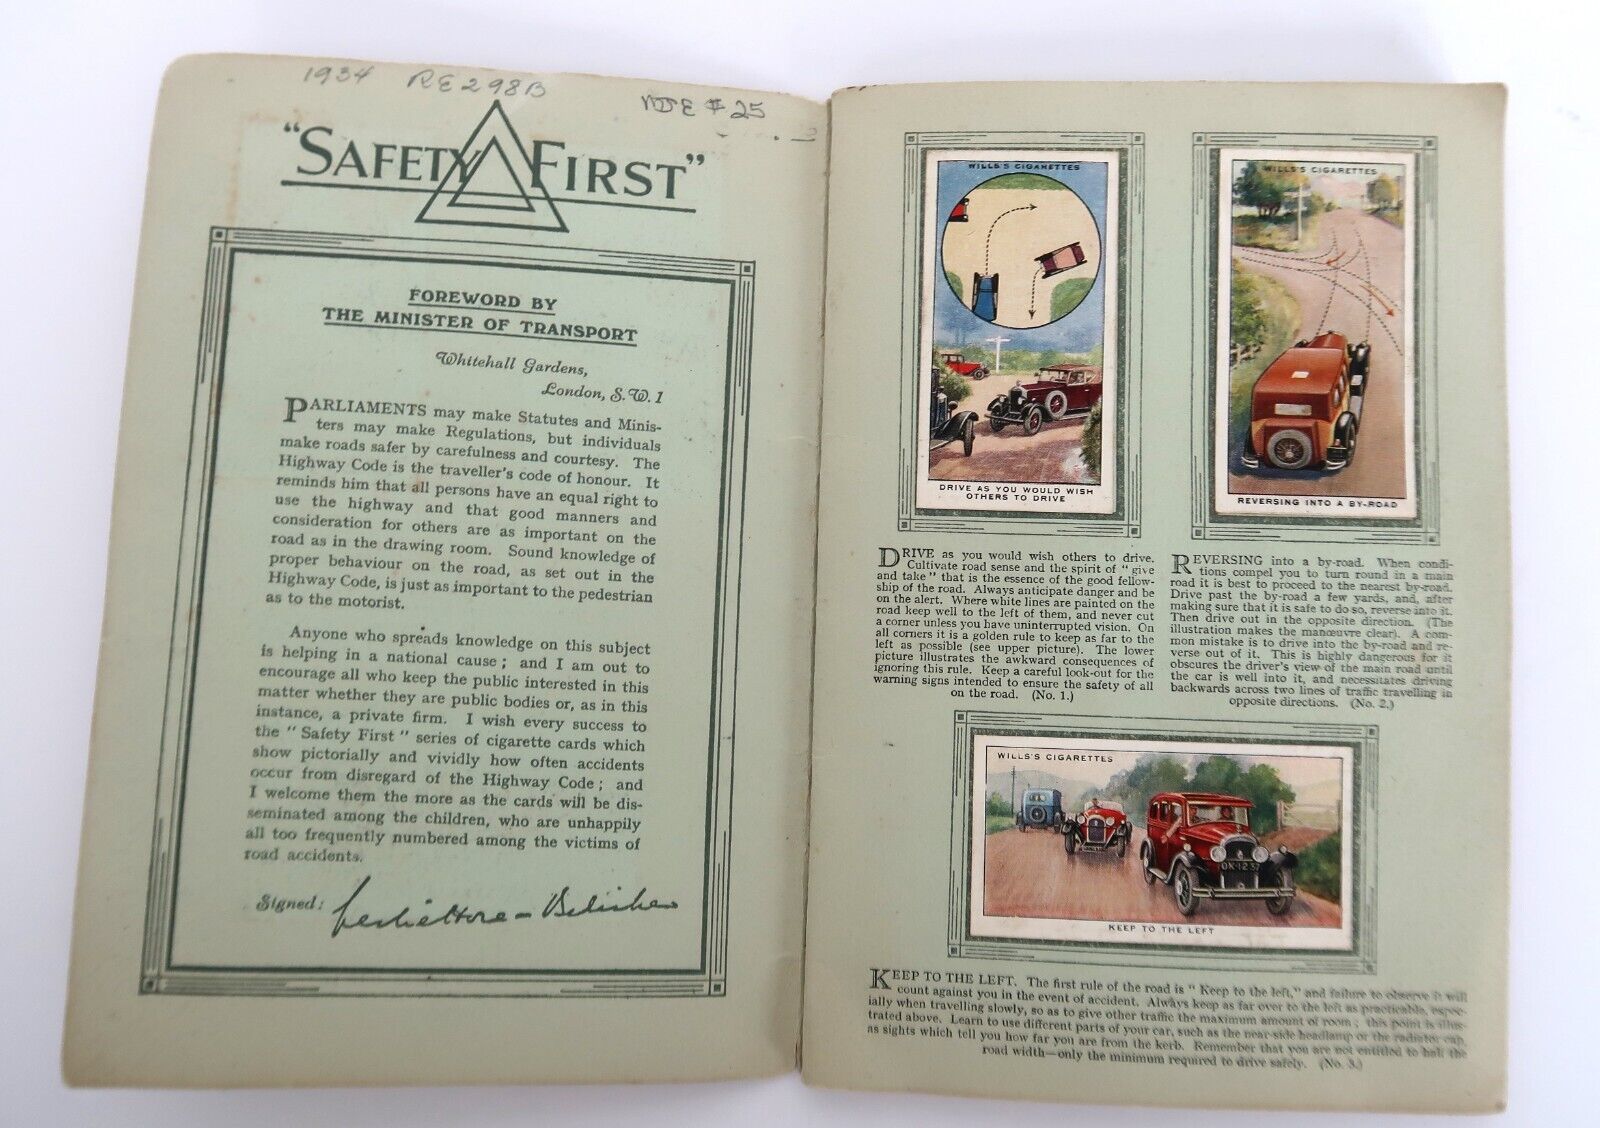 1934 RE298B
"SAFETY FIRST"
FOREWORD BY
THE MINISTER OF TRANSPORT
Whitehall Gardens,
London, S.W.1
PARLIAMENTS may make Statutes and Minis-
ters may make Regulations, but individuals
make roads safer by carefulness and courtesy. The
Highway Code is the traveller's code of honour. It
reminds him that all persons have an equal right to
use the highway and that good manners and
consideration for others are as important on the
road as in the drawing room. Sound knowledge of
proper behaviour on the road, as set out in the
Highway Code, is just as important to the pedestrian
as to the motorist.
Anyone who spreads knowledge on this subject
is helping in a national cause; and I am out to
encourage all who keep the public interested in this
matter whether they are public bodies or, as in this
instance, a private firm. I wish every success to
the "Safety First" series of cigarette cards which
show pictorially and vividly how often accidents
occur from disregard of the Highway Code; and
I welcome them the more as the cards will be dis-
seminated among the children, who are unhappily
all too frequently numbered among the victims of
road accidents.
Signed: Leslie Hore-Belisha
WILLS'S CIGARETTES
DRIVE AS YOU WOULD WISH
OTHERS TO DRIVE
DRIVE as you would wish others to drive.
Cultivate road sense and the spirit of "give
and take" that is the essence of the good fellow-
ship of the road. Always anticipate danger and be
on the alert. Where white lines are painted on the
road keep well to the left of them, and never cut
a corner unless you have uninterrupted vision. On
all corners it is a golden rule to keep as far to the
left as possible (see upper picture). The lower
picture illustrates the awkward consequences of
ignoring this rule. Keep a careful look-out for the
warning signs intended to ensure the safety of all
on the road. (No. 1.)
WILLS'S CIGARETTES
REVERSING INTO A BY-ROAD
REVERSING into a by-road. When condi-
tions compel you to turn round in a main
road it is best to proceed to the nearest by-road.
Drive past the by-road a few yards, and, after
making sure that it is safe to do so, reverse into it.
Then drive out in the opposite direction. (The
illustration makes the manœuvre clear). A com-
mon mistake is to drive into the by-road and re-
verse out of it. This is highly dangerous for it
obscures the driver's view of the main road until
the car is well into it, and necessitates driving
backwards across two lines of traffic travelling in
opposite directions. (No. 2.)
WILLS'S CIGARETTES
KEEP TO THE LEFT
KEEP TO THE LEFT. The first rule of the road is "Keep to the left," and failure to observe it will
count against you in the event of accident. Always keep as far over to the left as practicable, espec-
ially when travelling slowly, so as to give other traffic the maximum amount of room; this point is illus-
trated above. Learn to use different parts of your car, such as the near-side headlamp or the radiator cap,
as sights which tell you how far you are from the kerb. Remember that you are not entitled to half the
road width—only the minimum required to drive safely. (No. 3.)